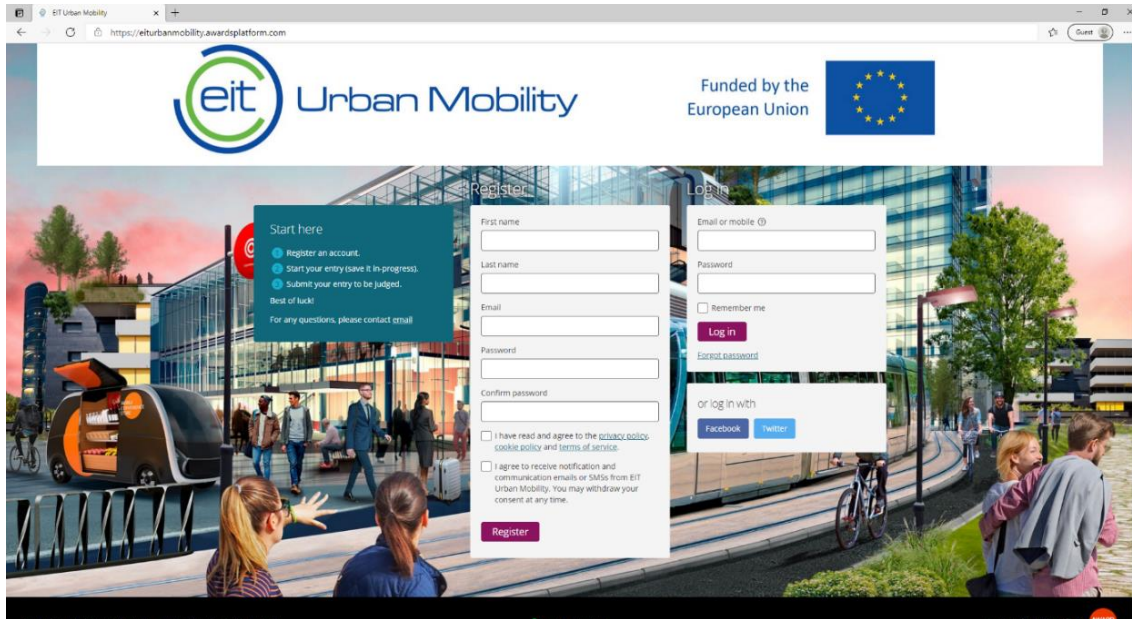 EIT Urban Mobility
https://eiturbanmobility.awardsplatform.com
Guest
eit Urban Mobility
Funded by the
European Union
Start here
1 Register an account.
2 Start your entry (save it in-progress).
3 Submit your entry to be judged.
Best of luck!
For any questions, please contact email
Register
First name
Last name
Email
Password
Confirm password
I have read and agree to the privacy policy,
cookie policy and terms of service.
I agree to receive notification and
communication emails or SMSs from EIT
Urban Mobility. You may withdraw your
consent at any time.
Register
Log in
Email or mobile ?
Password
Remember me
Log in
Forgot password
or log in with
Facebook
Twitter